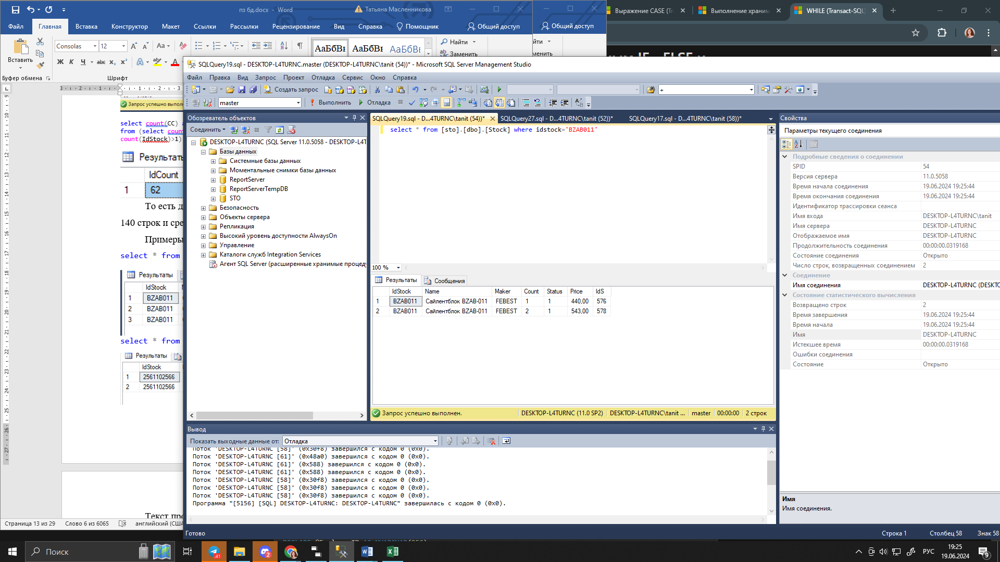 пз бд.docx - Word
Татьяна Масленникова
Файл Главная Вставка Конструктор Макет Ссылки Рассылки Рецензирование Вид Справка Помощник Общий доступ
Общий доступ
Выражение CASE (Tr
Выполнение храним
WHILE (Transact-SQL)
Вставить
Буфер обмена
Consolas 12
Шрифт
АаБбВı АаБбВı АаБбВı
Найти
Заменить
SQLQuery19.sql - DESKTOP-L4TURNC.master (DESKTOP-L4TURNC\tanit (54))* - Microsoft SQL Server Management Studio
Файл Правка Вид Запрос Проект Отладка Сервис Окно Справка
Создать запрос
+
master Выполнить Отладка
Обозреватель объектов
Соединить
DESKTOP-L4TURNC (SQL Server 11.0.5058 - DESKTOP-L4T
Базы данных
Системные базы данных
Моментальные снимки базы данных
ReportServer
ReportServerTempDB
STO
Безопасность
Объекты сервера
Репликация
Высокий уровень доступности AlwaysOn
Управление
Каталоги служб Integration Services
Агент SQL Server (расширенные хранимые процед
SQLQuery19.sql - D...4TURNC\tanit (54))* SQLQuery27.sql - D...4TURNC\tanit (52))* SQLQuery17.sql - D...4TURNC\tanit (58))*
select * from [sto].[dbo].[Stock] where idstock='BZAB011'
100 %
Результаты Сообщения
IdStock Name Maker Count Status Price IdS
1 BZAB011 Сайлентблок BZAB-011 FEBEST 1 1 440,00 576
2 BZAB011 Сайлентблок BZAB-011 FEBEST 2 1 543,00 578
Запрос успешно выполнен. DESKTOP-L4TURNC (11.0 SP2) DESKTOP-L4TURNC\tanit ... master 00:00:00 2 строк
Вывод
Показать выходные данные от: Отладка
Поток 'DESKTOP-L4TURNC [58]' (0x30f8) завершился с кодом 0 (0x0).
Поток 'DESKTOP-L4TURNC [61]' (0x48a0) завершился с кодом 0 (0x0).
Поток 'DESKTOP-L4TURNC [61]' (0x588) завершился с кодом 0 (0x0).
Поток 'DESKTOP-L4TURNC [61]' (0x588) завершился с кодом 0 (0x0).
Поток 'DESKTOP-L4TURNC [58]' (0x30f8) завершился с кодом 0 (0x0).
Поток 'DESKTOP-L4TURNC [58]' (0x30f8) завершился с кодом 0 (0x0).
Поток 'DESKTOP-L4TURNC [58]' (0x30f8) завершился с кодом 0 (0x0).
Программа "[5156] [SQL] DESKTOP-L4TURNC: DESKTOP-L4TURNC" завершилась с кодом 0 (0x0).
Свойства
Параметры текущего соединения
Подробные сведения о соединении
SPID 54
Версия сервера 11.0.5058
Время начала соединения 19.06.2024 19:25:44
Время окончания соединения 19.06.2024 19:25:44
Идентификатор трассировки сеанса
Имя входа DESKTOP-L4TURNC\tanit
Имя сервера DESKTOP-L4TURNC
Отображаемое имя DESKTOP-L4TURNC
Продолжительность соединения 00:00:00.0319168
Состояние соединения Открыто
Число строк, возвращенных соединением 2
Соединение
Имя соединения DESKTOP-L4TURNC (DESKTO
Состояние статистического вычисления
Возвращено строк 2
Время завершения 19.06.2024 19:25:44
Время начала 19.06.2024 19:25:44
Имя DESKTOP-L4TURNC
Истекшее время 00:00:00.0319168
Ошибки соединения
Состояние Открыто
Имя
Имя соединения.
Готово Строка 1 Столбец 58 Знак 58
Запрос успешно выполн
select count(CC)
from (select coun
count(IdStock)>1)
Результать
IdCount
1 62
То есть д
140 строк и сре
Примеры
select * from
Результаты
IdStock
1 BZAB011
2 BZAB011
3 BZAB011
select * from
Результаты
IdStock
1 2561102566
2 2561102566
Текст про
Страница 13 из 29 Слово 6 из 6065 английский (США
Поиск
41
2
РУС
19:25
19.06.2024
9